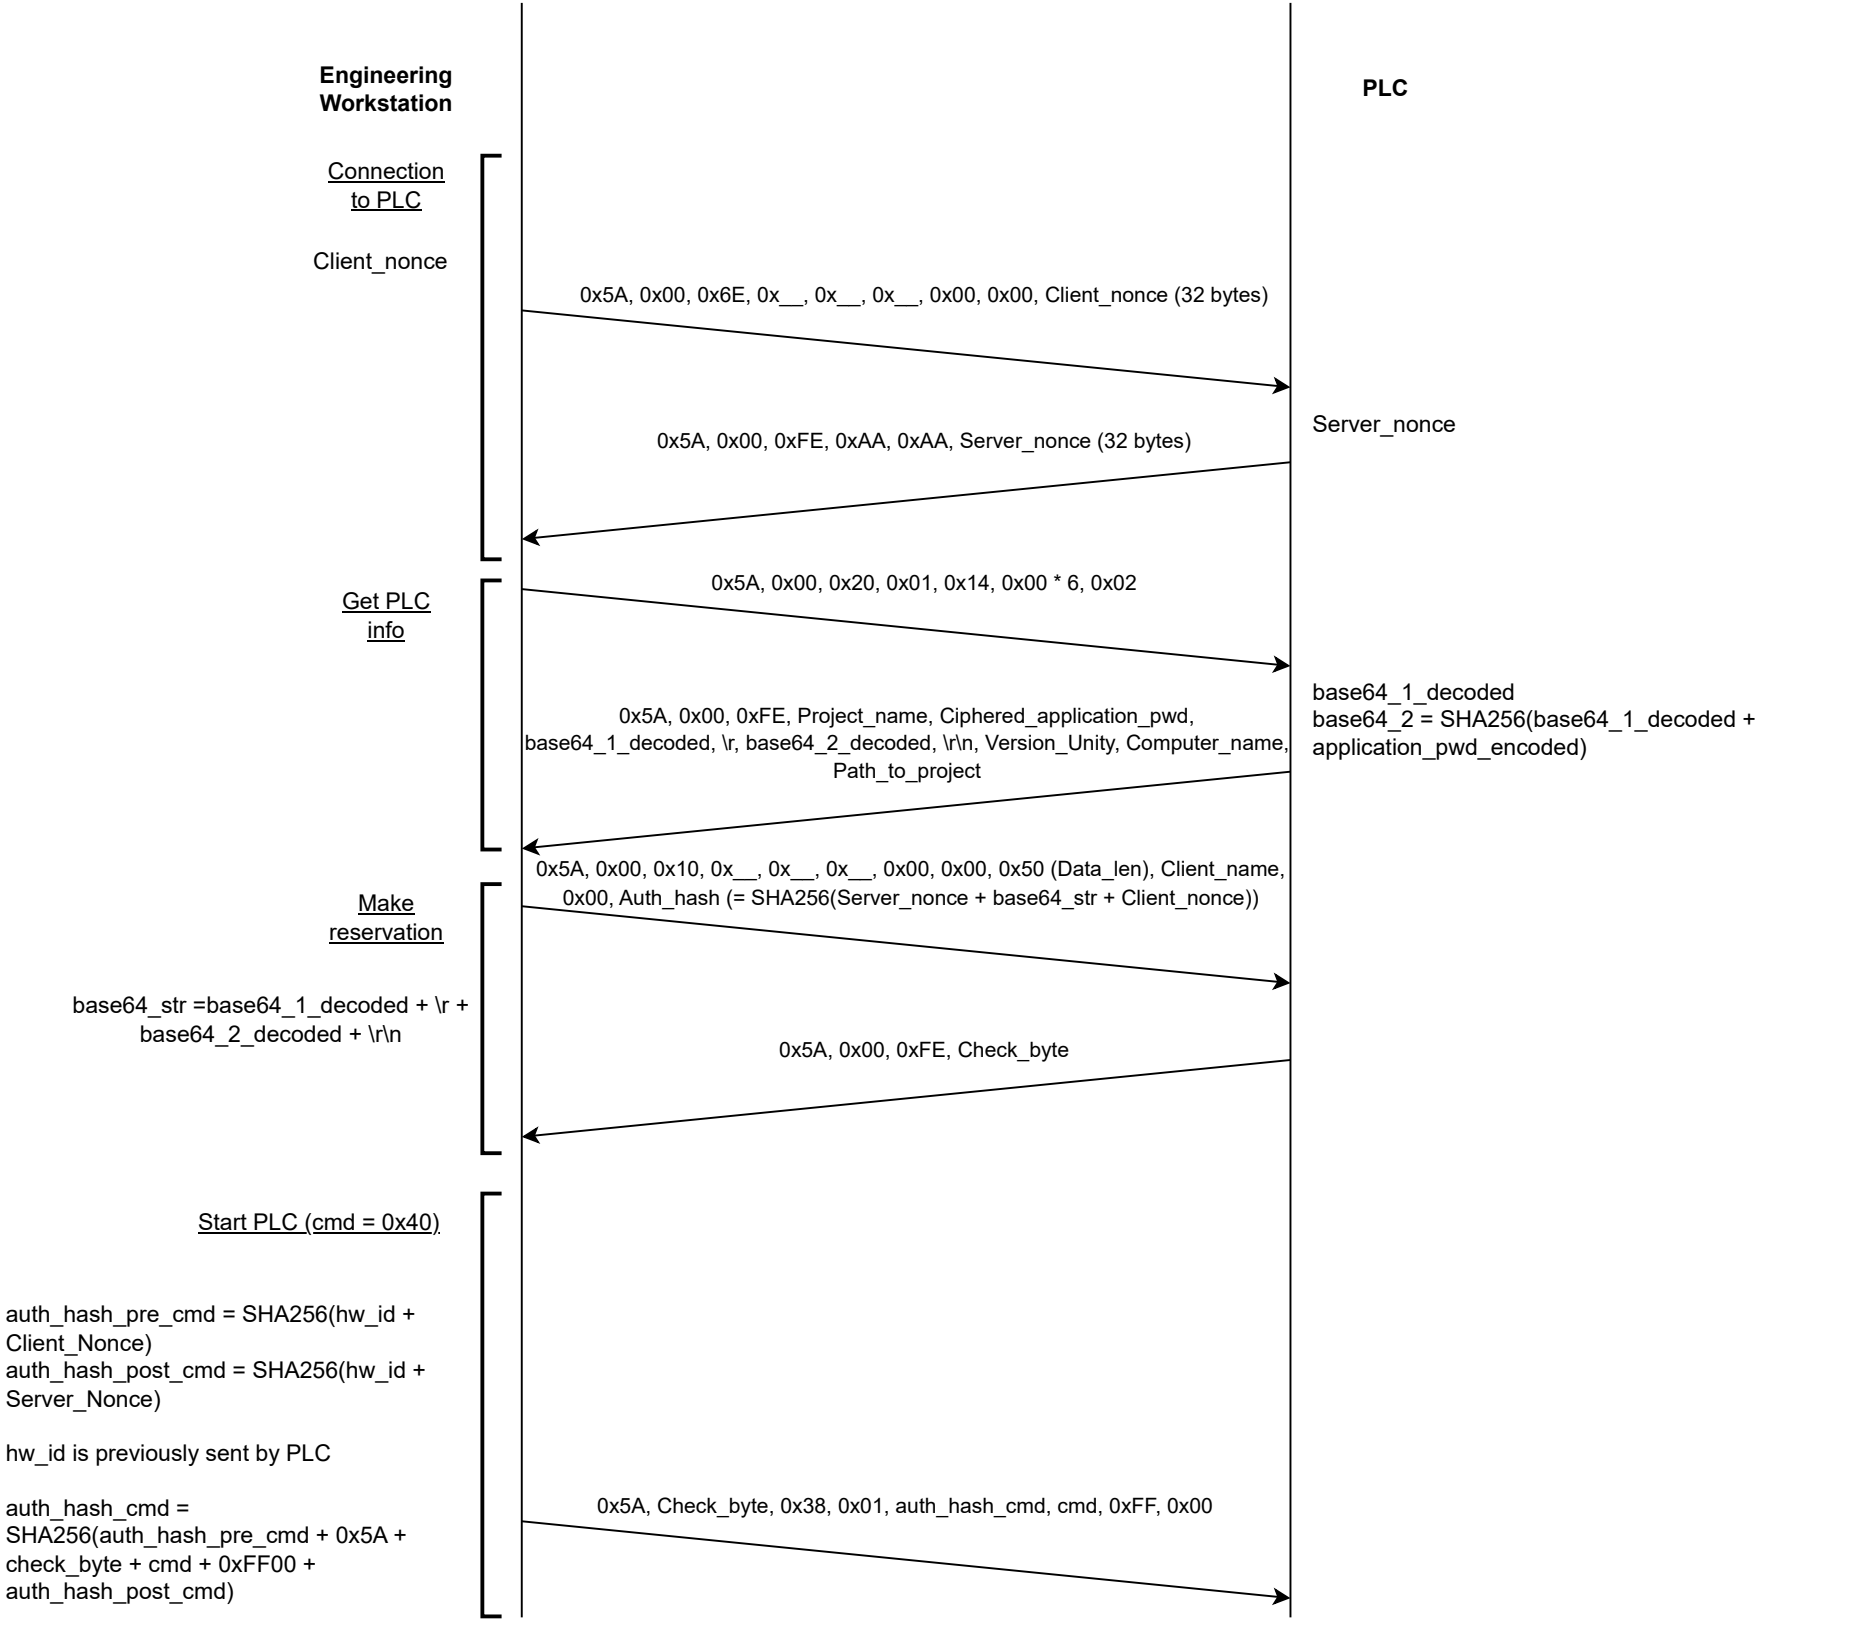 Engineering
Workstation
PLC
Connection
to PLC
Client_nonce
0x5A, 0x00, 0x6E, 0x__, 0x__, 0x__, 0x00, 0x00, Client_nonce (32 bytes)
Server_nonce
0x5A, 0x00, 0xFE, 0xAA, 0xAA, Server_nonce (32 bytes)
Get PLC
info
0x5A, 0x00, 0x20, 0x01, 0x14, 0x00 * 6, 0x02
base64_1_decoded
base64_2 = SHA256(base64_1_decoded +
application_pwd_encoded)
0x5A, 0x00, 0xFE, Project_name, Ciphered_application_pwd,
base64_1_decoded, \r, base64_2_decoded, \r\n, Version_Unity, Computer_name,
Path_to_project
Make
reservation
0x5A, 0x00, 0x10, 0x__, 0x__, 0x__, 0x00, 0x00, 0x50 (Data_len), Client_name,
0x00, Auth_hash (= SHA256(Server_nonce + base64_str + Client_nonce))
base64_str =base64_1_decoded + \r +
base64_2_decoded + \r\n
0x5A, 0x00, 0xFE, Check_byte
Start PLC (cmd = 0x40)
auth_hash_pre_cmd = SHA256(hw_id +
Client_Nonce)
auth_hash_post_cmd = SHA256(hw_id +
Server_Nonce)
hw_id is previously sent by PLC
auth_hash_cmd =
SHA256(auth_hash_pre_cmd + 0x5A +
check_byte + cmd + 0xFF00 +
auth_hash_post_cmd)
0x5A, Check_byte, 0x38, 0x01, auth_hash_cmd, cmd, 0xFF, 0x00